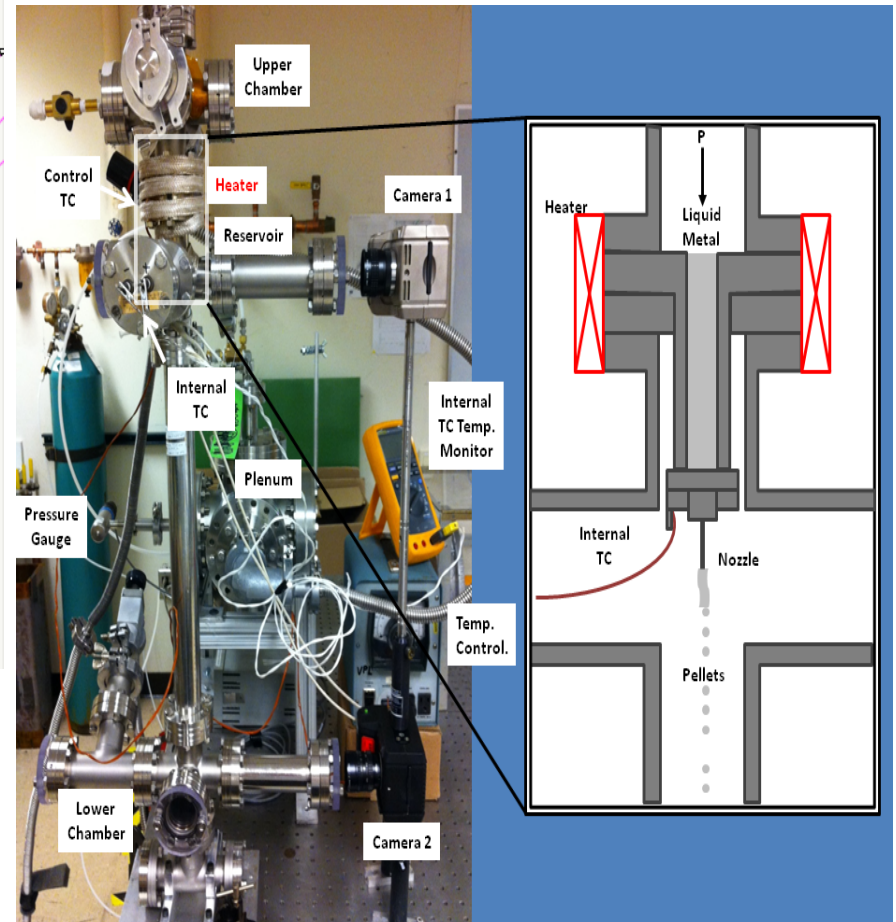 Upper
Chamber
Control
TC
Heater
Camera 1
Reservoir
Internal
TC
Internal
TC Temp.
Monitor
Plenum
Pressure
Gauge
Temp.
Control.
VPL
Lower
Chamber
Camera 2
P
Liquid
Metal
Heater
Internal
TC
Nozzle
Pellets